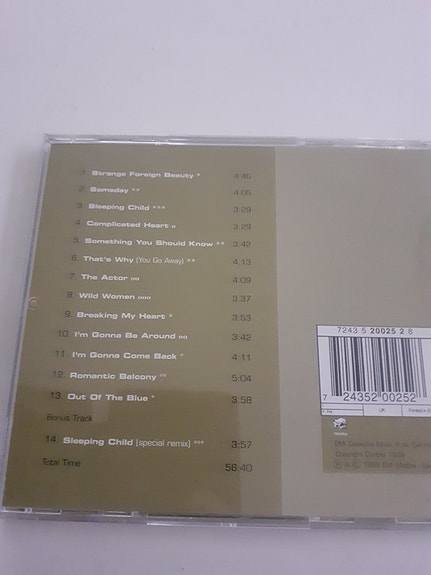 1. Strange Foreign Beauty * 4:40
2. Someday ** 4:05
3. Sleeping Child *** 3:29
4. Complicated Heart o 3:29
5. Something You Should Know ** 3:42
6. That's Why (You Go Away) ** 4:13
7. The Actor oo 4:09
8. Wild Women ooo 3:37
9. Breaking My Heart * 3:53
10. I'm Gonna Be Around oo 3:42
11. I'm Gonna Come Back * 4:11
12. Romantic Balcony 5:04
13. Out Of The Blue * 3:58
Bonus Track
14. Sleeping Child (special remix) 3:57
Total Time 56:40
7243 5 20025 2 8
7 24352 00252
UK